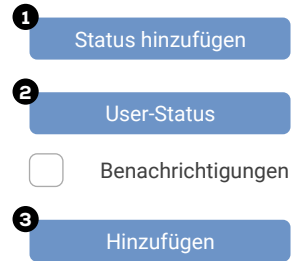 1
Status hinzufügen
2
User-Status
Benachrichtigungen
3
Hinzufügen